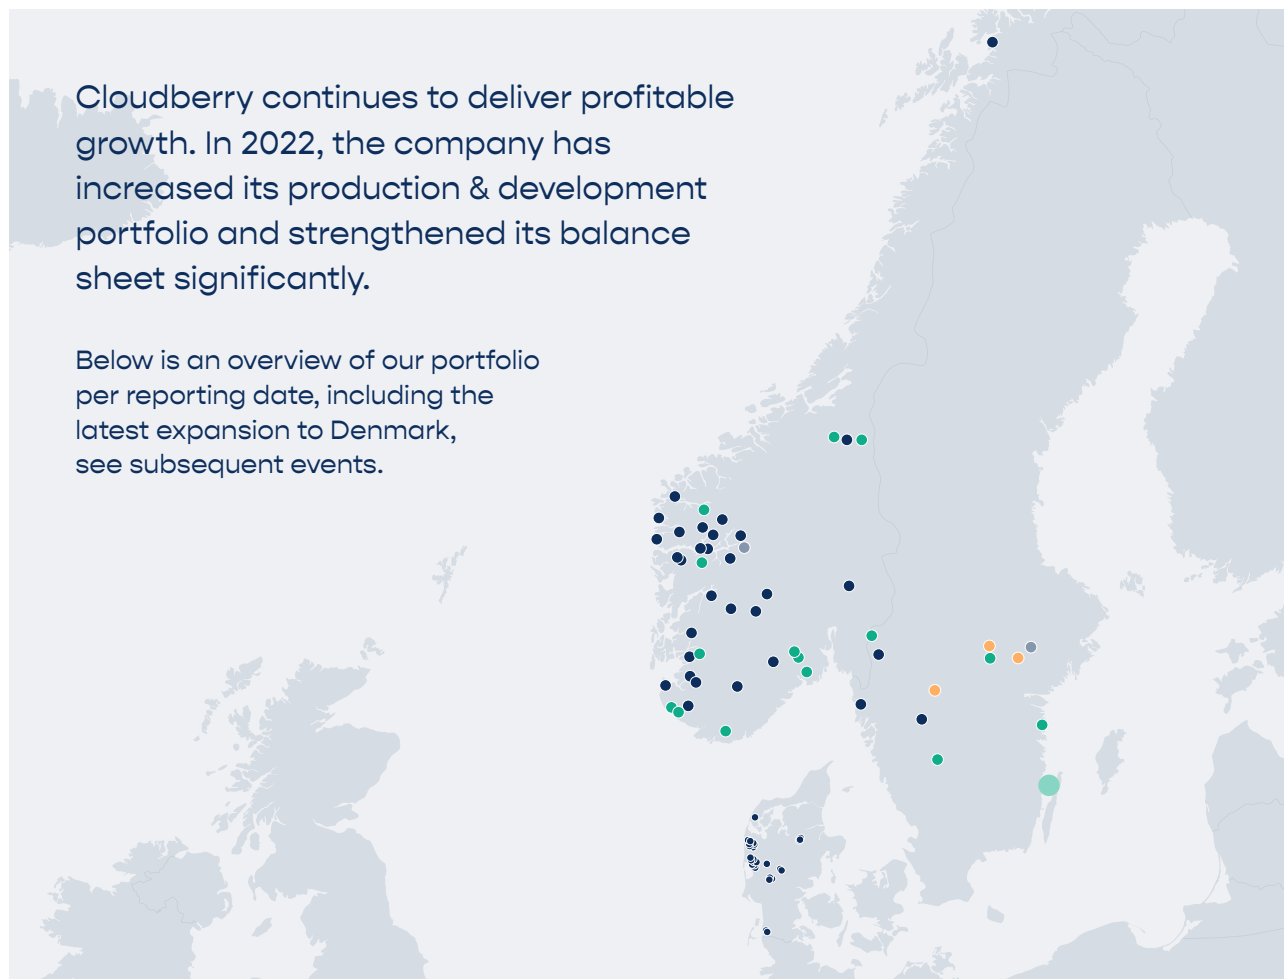 Cloudberry continues to deliver profitable
growth. In 2022, the company has
increased its production & development
portfolio and strengthened its balance
sheet significantly.
Below is an overview of our portfolio
per reporting date, including the
latest expansion to Denmark,
see subsequent events.